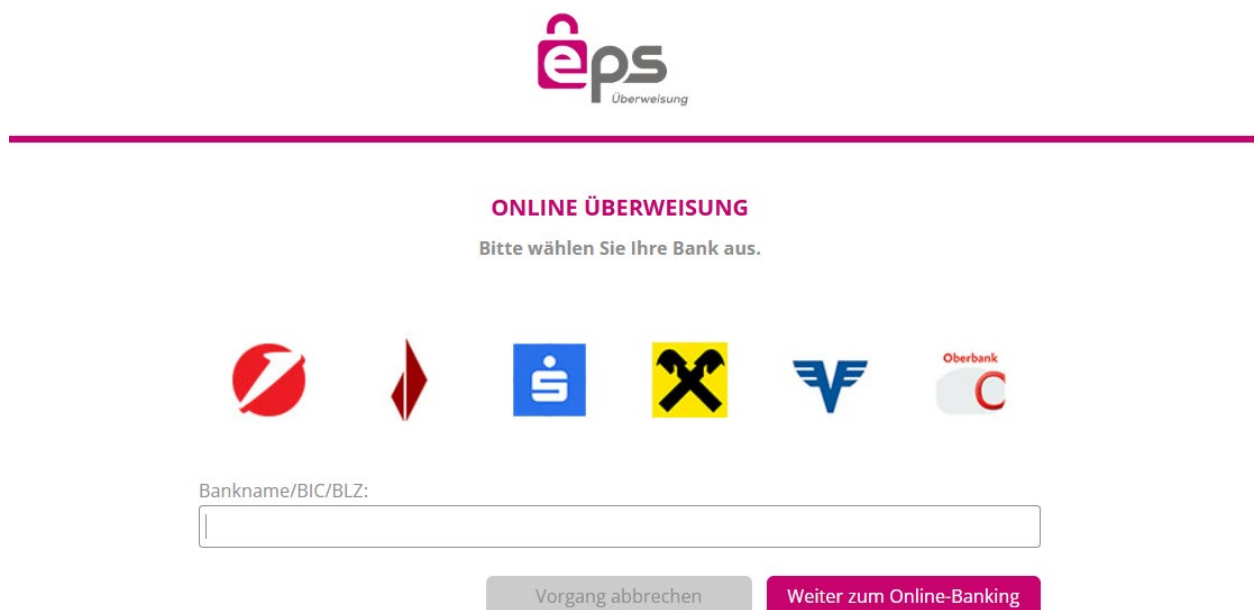 eps
Überweisung
ONLINE ÜBERWEISUNG
Bitte wählen Sie Ihre Bank aus.
Oberbank
Bankname/BIC/BLZ:
Vorgang abbrechen
Weiter zum Online-Banking